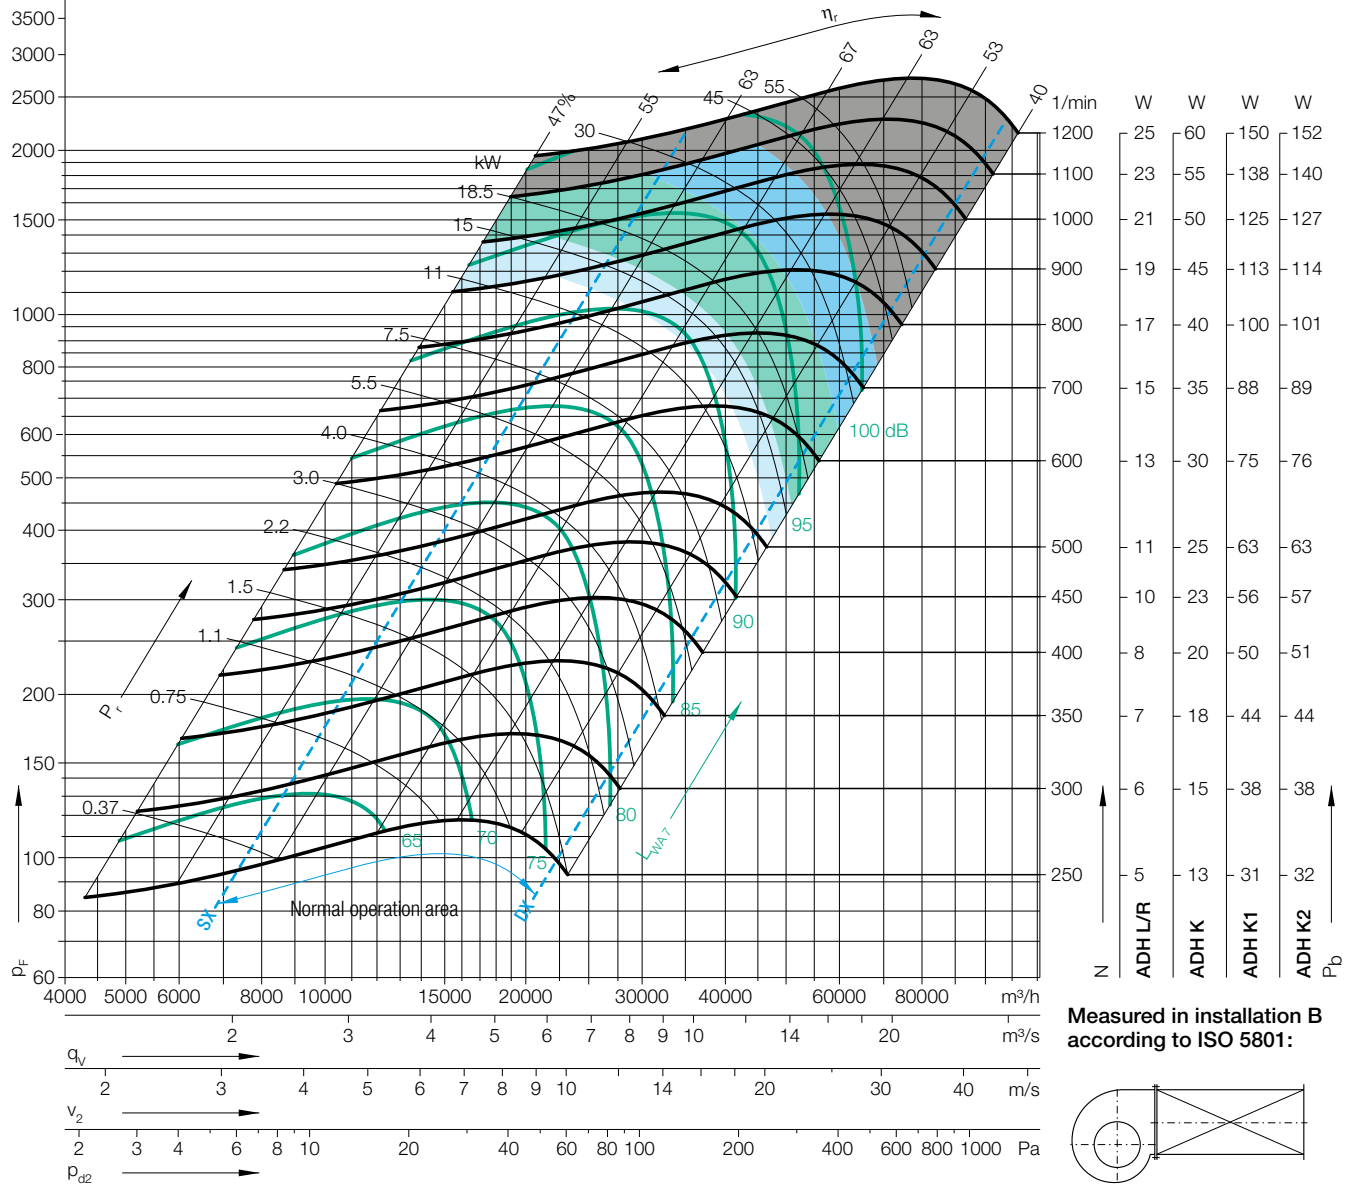 3500
3000
2500
2000
1500
1000
800
600
500
400
300
200
150
100
80
60
pF
ηr
47%
55
63
67
63
53
40
kW
45
55
30
18.5
15
11
7.5
5.5
4.0
3.0
2.2
1.5
1.1
0.75
0.37
Pr
100 dB
95
90
85
80
75
70
65
LWA7
SX
DX
Normal operation area
1/min W W W W
1200 25 60 150 152
1100 23 55 138 140
1000 21 50 125 127
900 19 45 113 114
800 17 40 100 101
700 15 35 88 89
600 13 30 75 76
500 11 25 63 63
450 10 23 56 57
400 8 20 50 51
350 7 18 44 44
300 6 15 38 38
250 5 13 31 32
N ADH L/R ADH K ADH K1 ADH K2 Pb
4000 5000 6000 8000 10000 15000 20000 30000 40000 60000 80000 m³/h
2 3 4 5 6 7 8 9 10 14 20 m³/s
qV
2 3 4 5 6 7 8 9 10 14 20 30 40 m/s
v2
2 3 4 6 8 10 20 40 60 80 100 200 400 600 800 1000 Pa
pd2
Measured in installation B
according to ISO 5801: